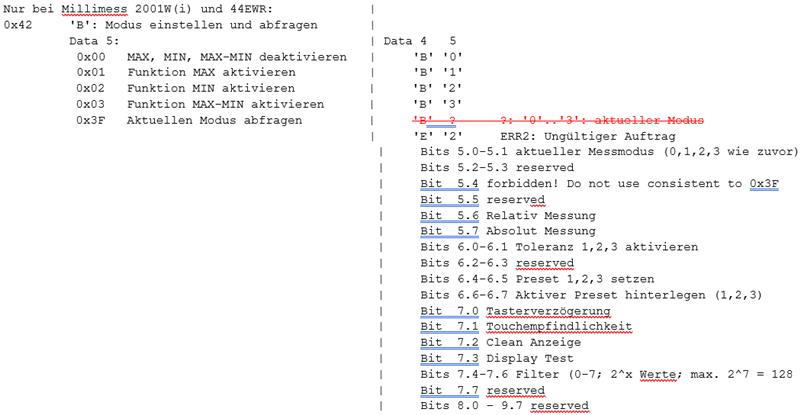 Nur bei Millimess 2001W(i) und 44EWR: |
0x42 'B': Modus einstellen und abfragen |
Data 5: | Data 4 5
0x00 MAX, MIN, MAX-MIN deaktivieren | 'B' '0'
0x01 Funktion MAX aktivieren | 'B' '1'
0x02 Funktion MIN aktivieren | 'B' '2'
0x03 Funktion MAX-MIN aktivieren | 'B' '3'
0x3F Aktuellen Modus abfragen | 'B' ? ?: '0'..'3': aktueller Modus
| 'E' '2' ERR2: Ungültiger Auftrag
| Bits 5.0-5.1 aktueller Messmodus (0,1,2,3 wie zuvor)
| Bits 5.2-5.3 reserved
| Bit 5.4 forbidden! Do not use consistent to 0x3F
| Bit 5.5 reserved
| Bit 5.6 Relativ Messung
| Bit 5.7 Absolut Messung
| Bits 6.0-6.1 Toleranz 1,2,3 aktivieren
| Bits 6.2-6.3 reserved
| Bits 6.4-6.5 Preset 1,2,3 setzen
| Bits 6.6-6.7 Aktiver Preset hinterlegen (1,2,3)
| Bit 7.0 Tasterverzögerung
| Bit 7.1 Touchempfindlichkeit
| Bit 7.2 Clean Anzeige
| Bit 7.3 Display Test
| Bits 7.4-7.6 Filter (0-7; 2^x Werte; max. 2^7 = 128
| Bit 7.7 reserved
| Bits 8.0 – 9.7 reserved